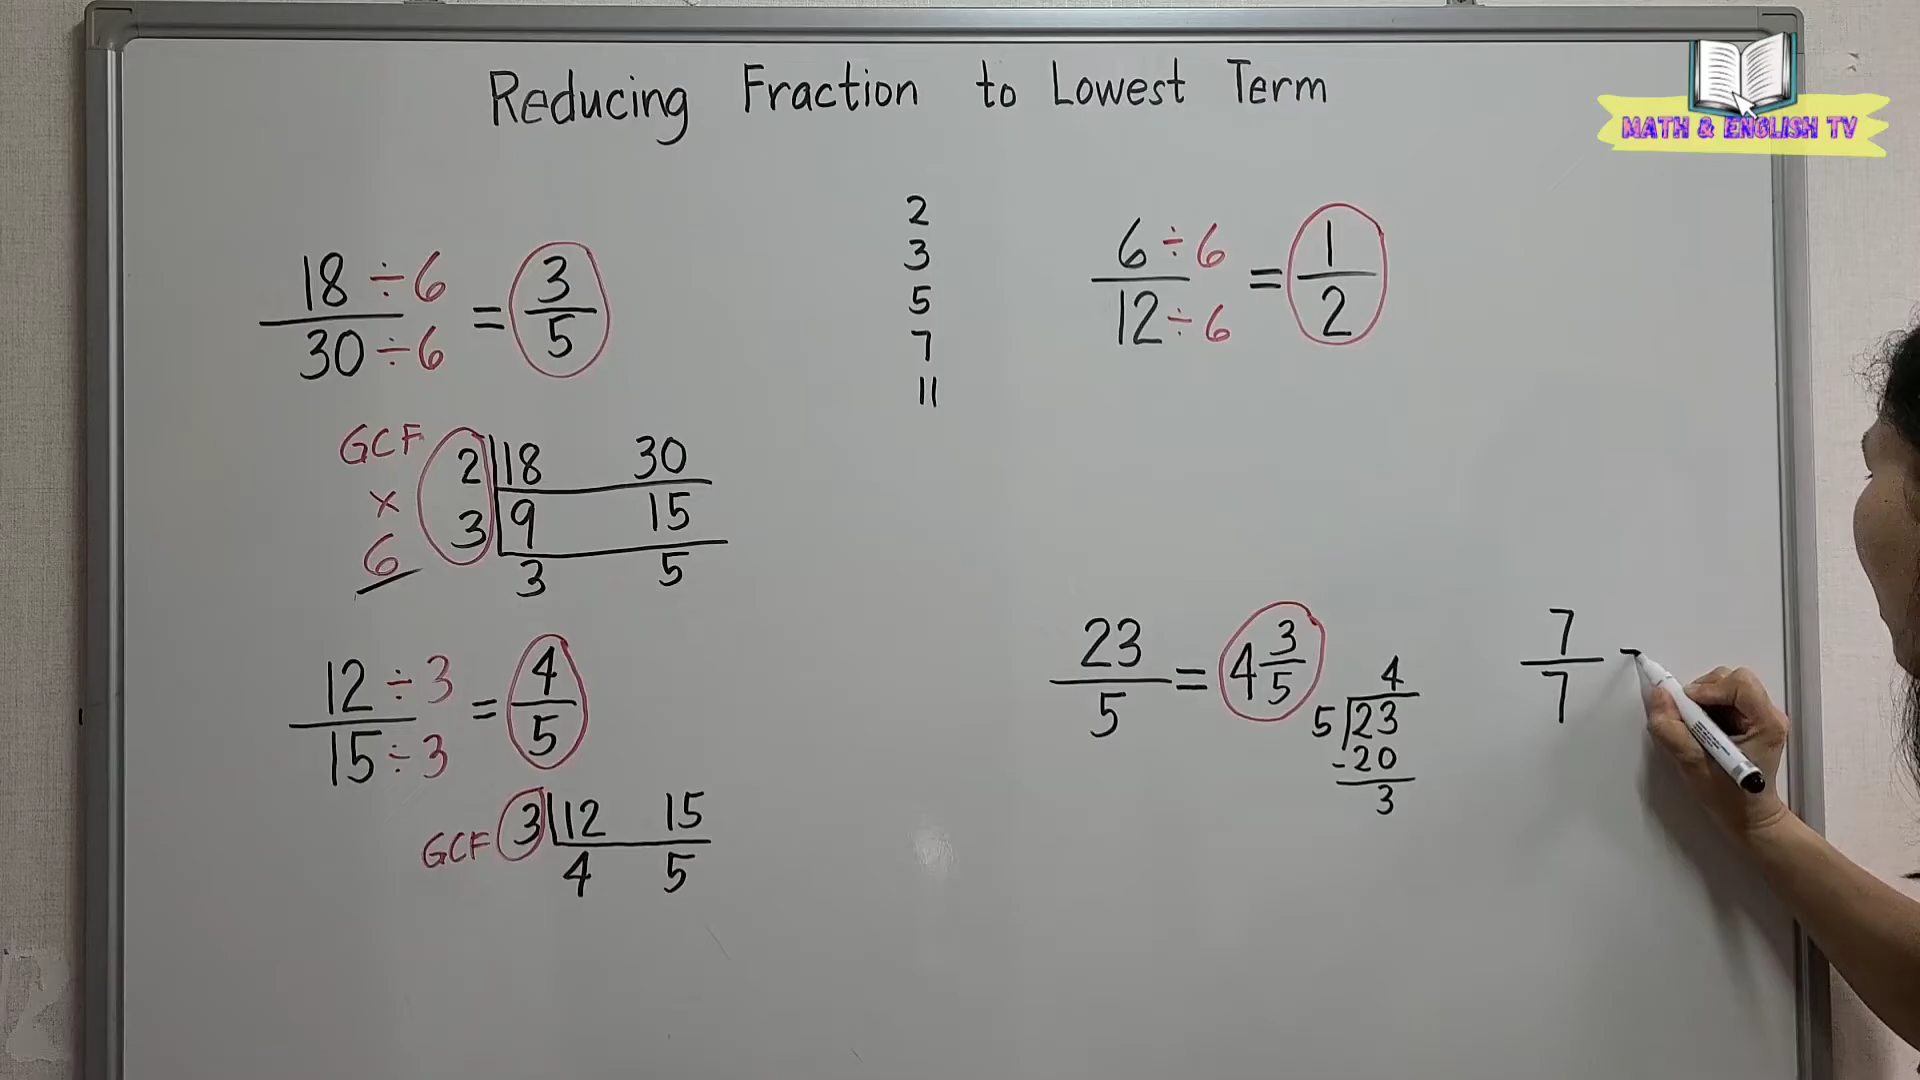 Reducing Fraction to Lowest Term
MATH & ENGLISH TV
18 ÷ 6
30 ÷ 6
=
3
5
GCF
×
6
2 18 30
3 9 15
3 5
12 ÷ 3
15 ÷ 3
=
4
5
GCF 3 12 15
4 5
2
3
5
7
11
6 ÷ 6
12 ÷ 6
=
1
2
23
5
= 4 3
5
4
5 23
-20
3
7
7